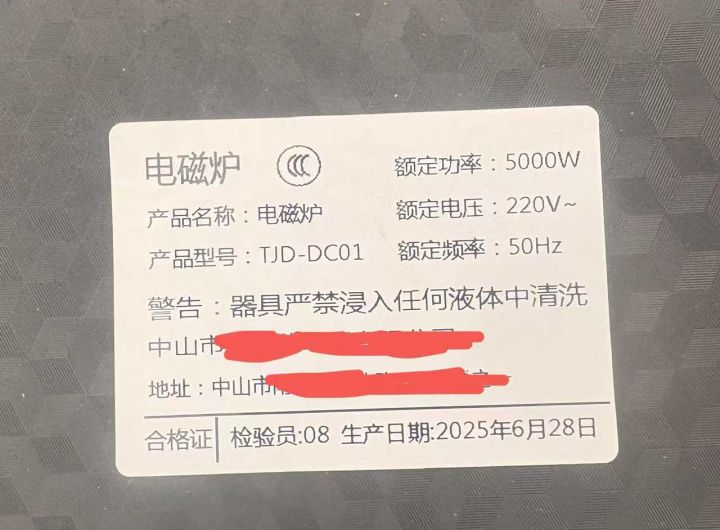 电磁炉 CCC 额定功率：5000W
产品名称：电磁炉 额定电压：220V~
产品型号：TJD-DC01 额定频率：50Hz
警告：器具严禁浸入任何液体中清洗
中山市
地址：中山市
合格证 检验员:08 生产日期:2025年6月28日